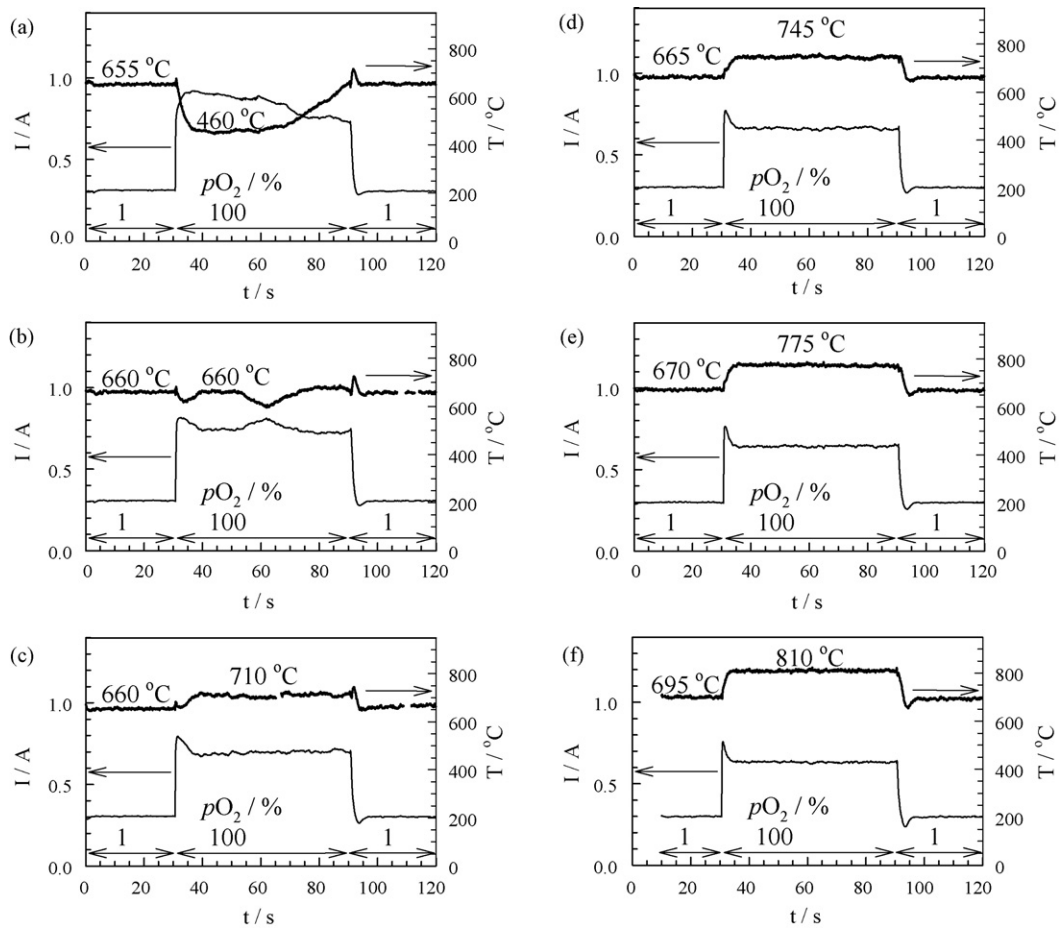 (a)
655 °C
460 °C
pO₂ / %
1 100 1
I / A
1.0
0.5
0.0
T / °C
800
600
400
200
0
0 20 40 60 80 100 120
t / s
(b)
660 °C 660 °C
pO₂ / %
1 100 1
I / A
1.0
0.5
0.0
T / °C
800
600
400
200
0
0 20 40 60 80 100 120
t / s
(c)
660 °C 710 °C
pO₂ / %
1 100 1
I / A
1.0
0.5
0.0
T / °C
800
600
400
200
0
0 20 40 60 80 100 120
t / s
(d)
665 °C 745 °C
pO₂ / %
1 100 1
I / A
1.0
0.5
0.0
T / °C
800
600
400
200
0
0 20 40 60 80 100 120
t / s
(e)
670 °C 775 °C
pO₂ / %
1 100 1
I / A
1.0
0.5
0.0
T / °C
800
600
400
200
0
0 20 40 60 80 100 120
t / s
(f)
695 °C 810 °C
pO₂ / %
1 100 1
I / A
1.0
0.5
0.0
T / °C
800
600
400
200
0
0 20 40 60 80 100 120
t / s